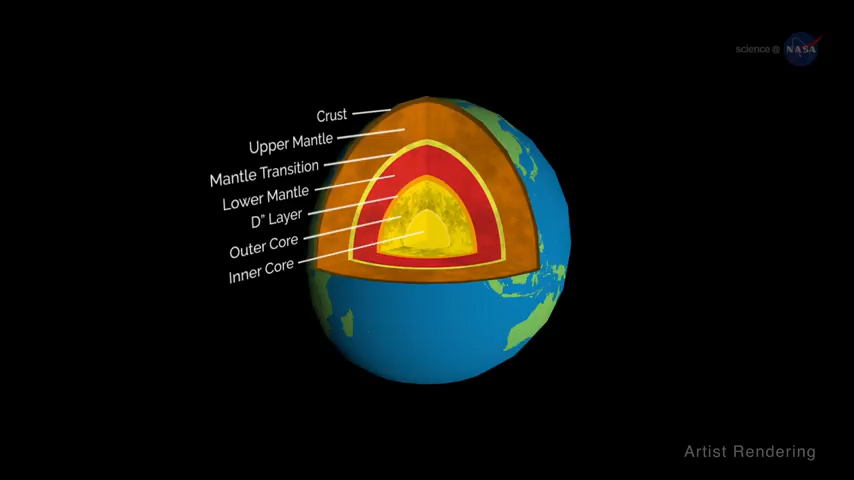 science@ NASA
Crust
Upper Mantle
Mantle Transition
Lower Mantle
D" Layer
Outer Core
Inner Core
Artist Rendering